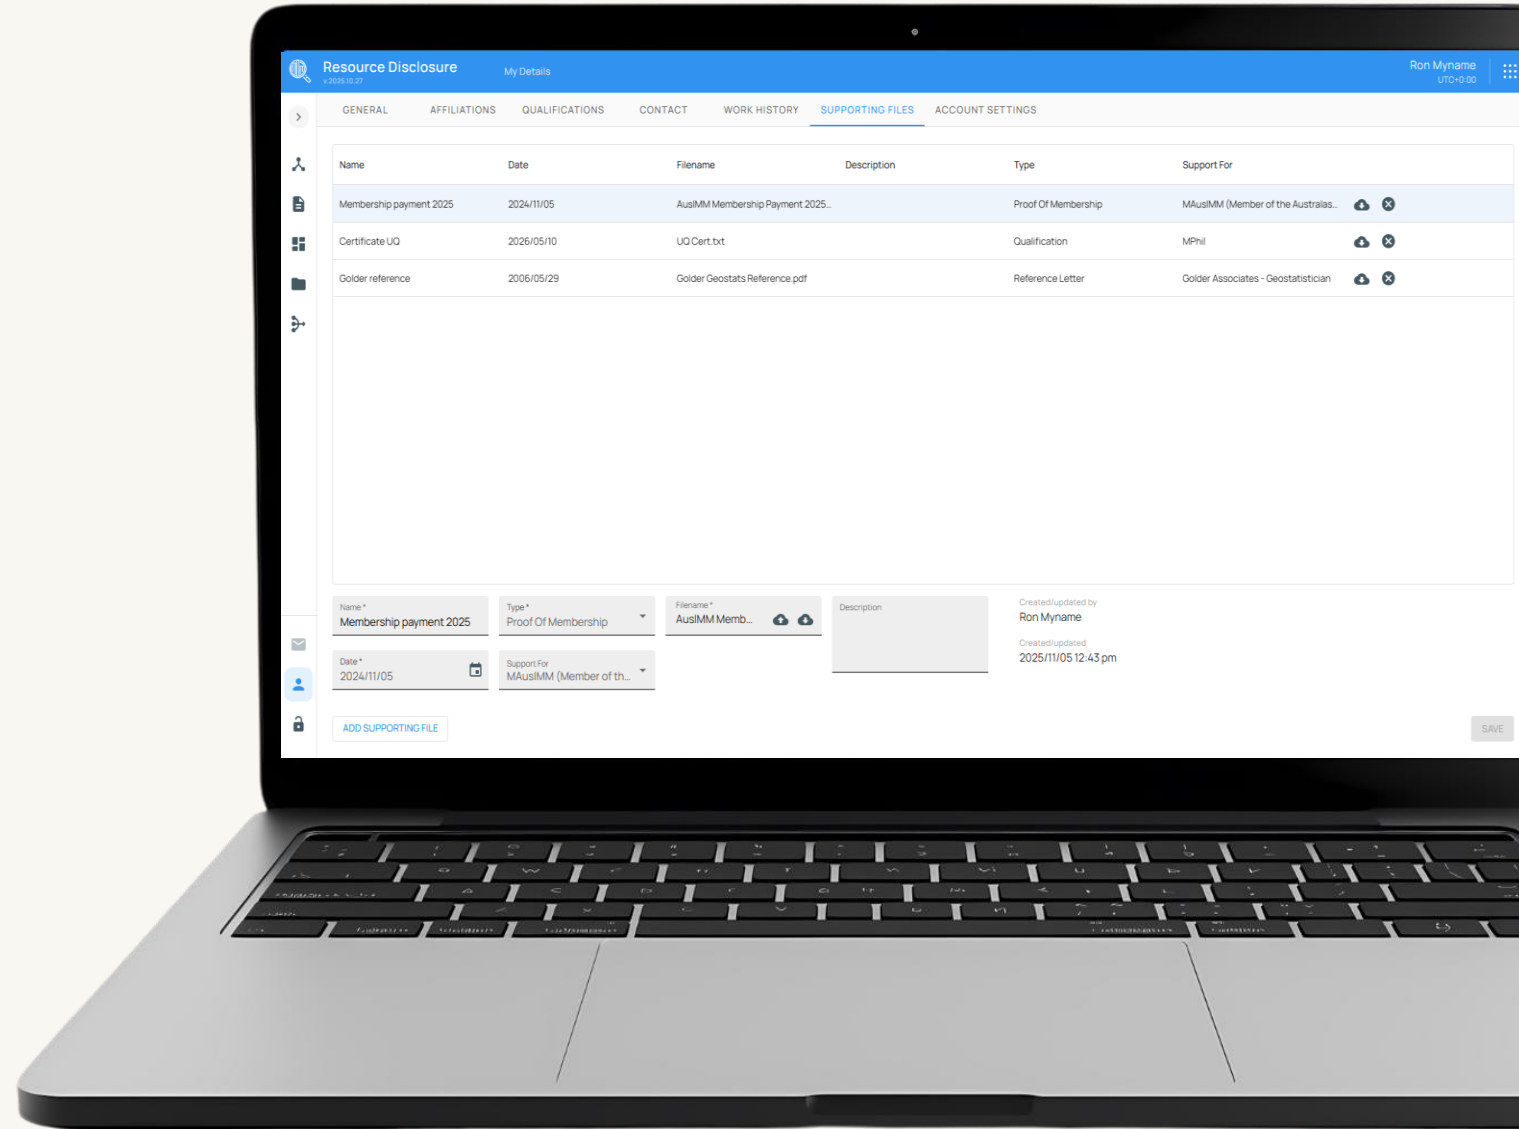 Resource Disclosure
v.2025.10.27
My Details
Ron Myname
UTC+0:00
GENERAL AFFILIATIONS QUALIFICATIONS CONTACT WORK HISTORY SUPPORTING FILES ACCOUNT SETTINGS
Name Date Filename Description Type Support For
Membership payment 2025 2024/11/05 AusIMM Membership Payment 2025... Proof Of Membership MAusIMM (Member of the Australas...
Certificate UQ 2026/05/10 UQ Cert.txt Qualification MPhil
Golder reference 2006/05/29 Golder Geostats Reference.pdf Reference Letter Golder Associates - Geostatistician
Name *
Membership payment 2025
Type *
Proof Of Membership
Filename *
AusIMM Memb...
Description
Created/updated by
Ron Myname
Date *
2024/11/05
Support For
MAusIMM (Member of th...
Created/updated
2025/11/05 12:43 pm
ADD SUPPORTING FILE
SAVE